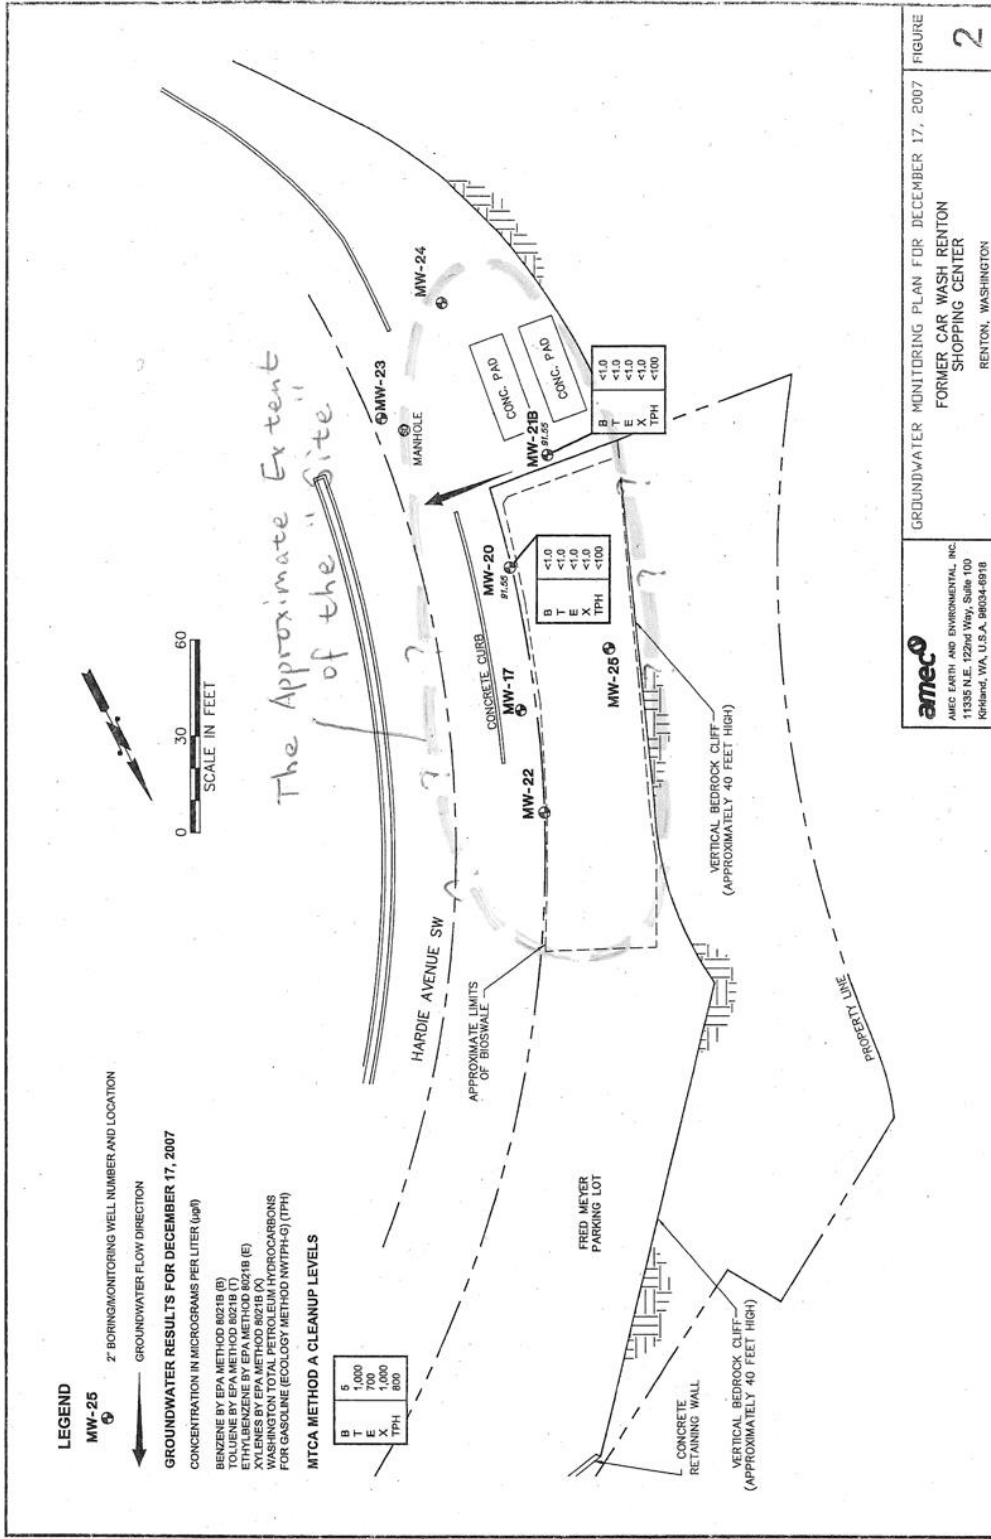 LEGEND
MW-25
2" BORING/MONITORING WELL NUMBER AND LOCATION
GROUNDWATER FLOW DIRECTION
GROUNDWATER RESULTS FOR DECEMBER 17, 2007
CONCENTRATION IN MICROGRAMS PER LITER (µg/l)
BENZENE BY EPA METHOD 8021B (B)
TOLUENE BY EPA METHOD 8021B (T)
ETHYLBENZENE BY EPA METHOD 8021B (E)
XYLENES BY EPA METHOD 8021B (X)
WASHINGTON TOTAL PETROLEUM HYDROCARBONS
FOR GASOLINE (ECOLOGY METHOD NWTPH-G) (TPH)
MTCA METHOD A CLEANUP LEVELS
B 5
T 1,000
E 700
X 1,000
TPH 800
0 30 60
SCALE IN FEET
The Approximate Extent
of the "Site"
?
?
?
?
HARDIE AVENUE SW
APPROXIMATE LIMITS
OF BIOSWALE
CONCRETE CURB
MW-22
MW-17
MW-20
91.55
B <1.0
T <1.0
E <1.0
X <1.0
TPH <100
MW-25
MW-23
MANHOLE
MW-24
CONC. PAD
CONC. PAD
MW-21B
91.55
B <1.0
T <1.0
E <1.0
X <1.0
TPH <100
FRED MEYER
PARKING LOT
VERTICAL BEDROCK CLIFF
(APPROXIMATELY 40 FEET HIGH)
PROPERTY LINE
CONCRETE
RETAINING WALL
VERTICAL BEDROCK CLIFF
(APPROXIMATELY 40 FEET HIGH)
amec
AMEC EARTH AND ENVIRONMENTAL, INC.
11335 N.E. 122nd Way, Suite 100
Kirkland, WA, U.S.A. 98034-6918
GROUNDWATER MONITORING PLAN FOR DECEMBER 17, 2007
FORMER CAR WASH RENTON
SHOPPING CENTER
RENTON, WASHINGTON
FIGURE
2